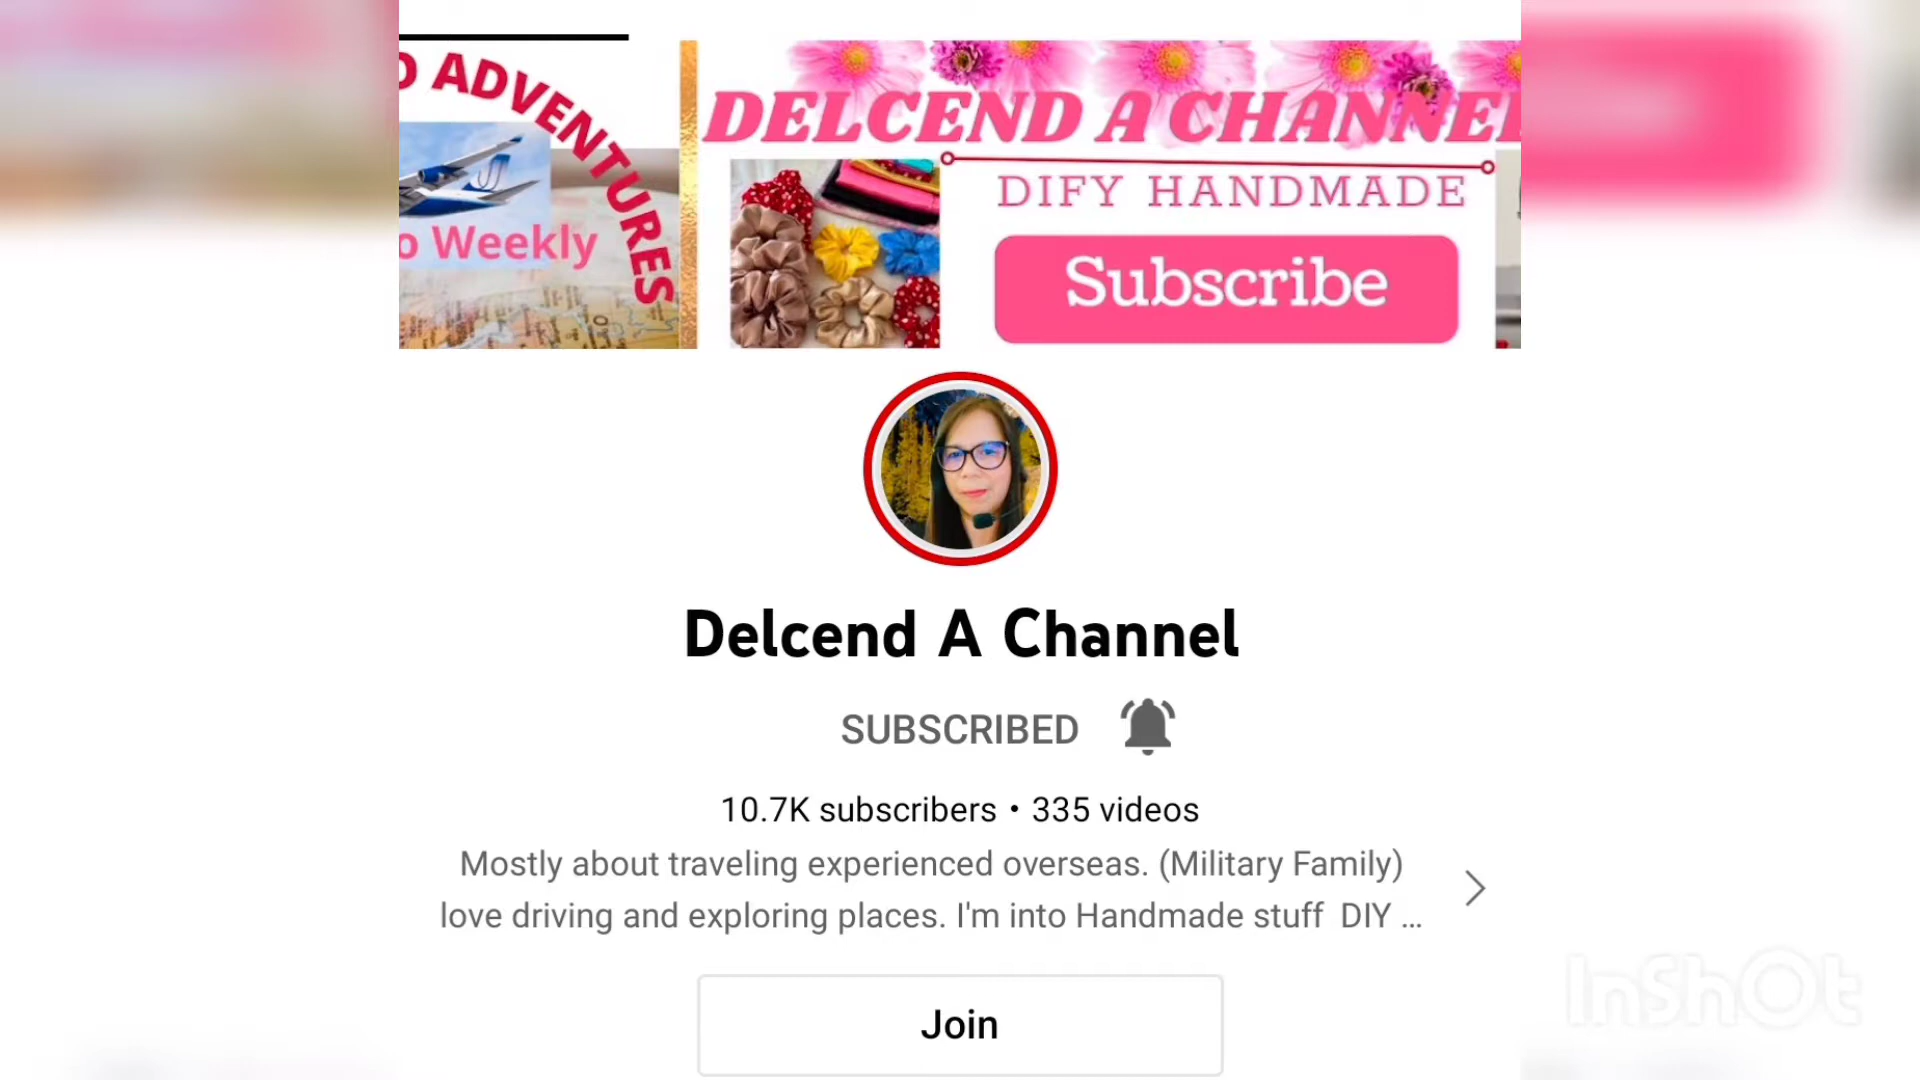 ADVENTURES
Weekly
DELCEND A CHANNEL
DIFY HANDMADE
Subscribe
Delcend A Channel
SUBSCRIBED
10.7K subscribers • 335 videos
Mostly about traveling experienced overseas. (Military Family)
love driving and exploring places. I'm into Handmade stuff DIY ...
Join
InShOt